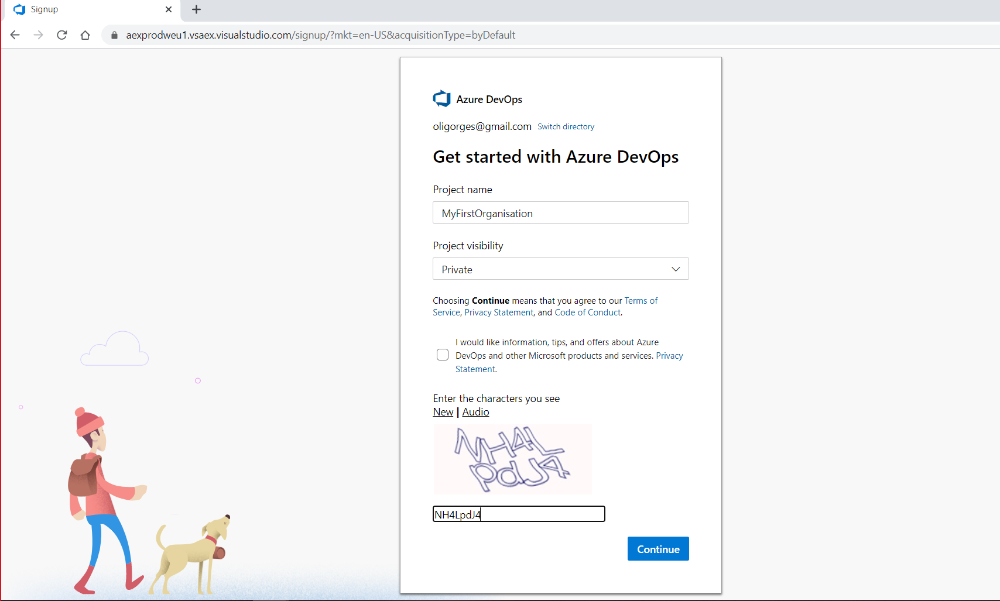 Signup
aexprodweu1.vsaex.visualstudio.com/signup/?mkt=en-US&acquisitionType=byDefault
Azure DevOps
oligorges@gmail.com Switch directory
Get started with Azure DevOps
Project name
MyFirstOrganisation
Project visibility
Private
Choosing Continue means that you agree to our Terms of
Service, Privacy Statement, and Code of Conduct.
I would like information, tips, and offers about Azure
DevOps and other Microsoft products and services. Privacy
Statement.
Enter the characters you see
New | Audio
NH4L
pdJ4
NH4LpdJ4
Continue